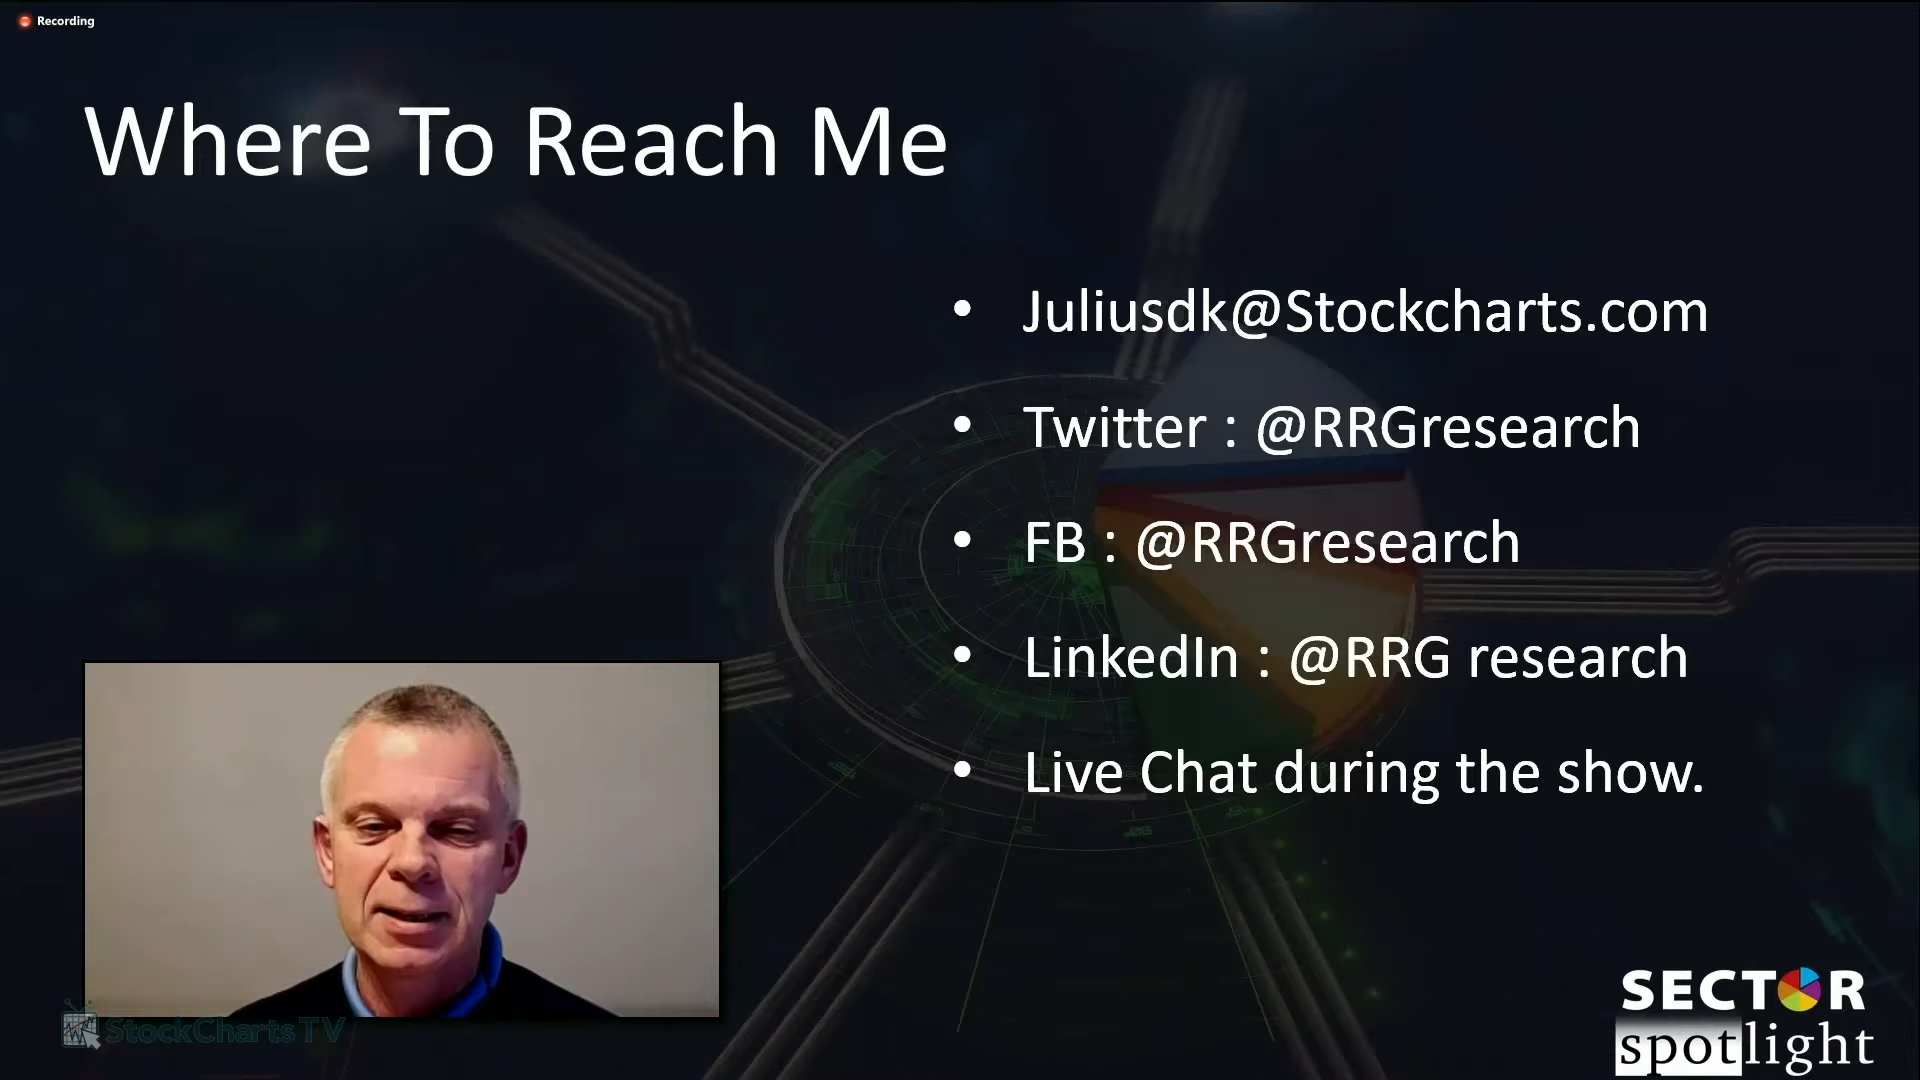 Recording
Where To Reach Me
• Juliusdk@Stockcharts.com
• Twitter : @RRGresearch
• FB : @RRGresearch
• LinkedIn : @RRG research
• Live Chat during the show.
StockCharts TV
SECTOR
spotlight